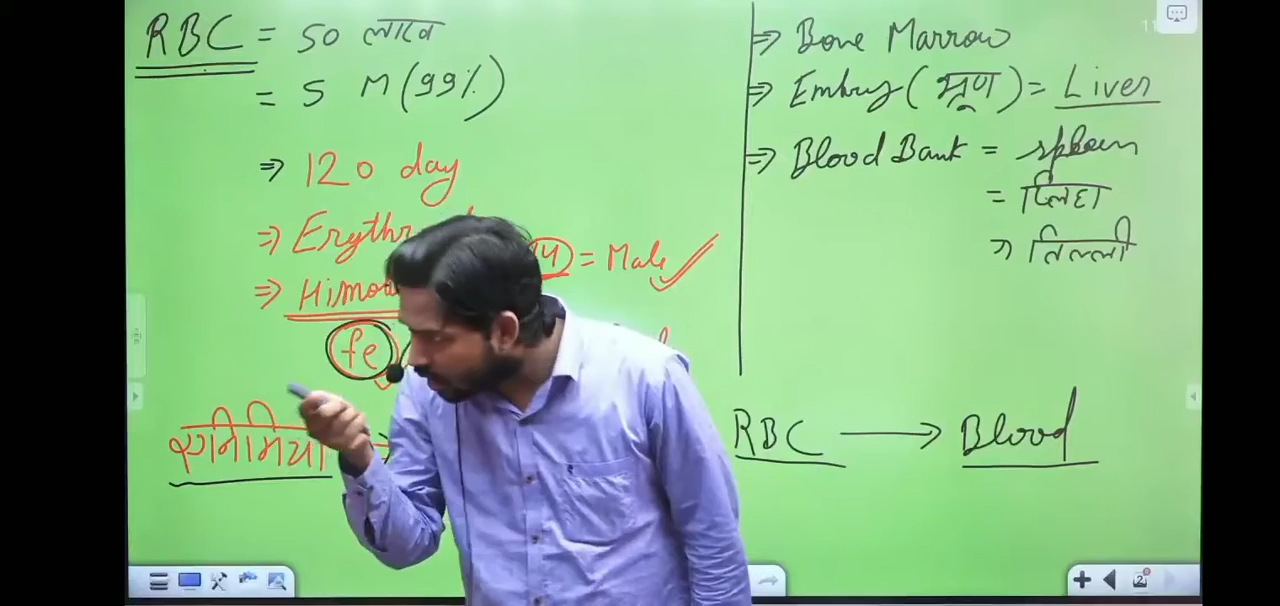 RBC = 50 लाख
= 5 M (99%)
⇒ 120 day
⇒ Erythr
⇒ Himo
14 = Male
fe
एनीमिया ⇒
⇒ Bone Marrow
⇒ Embry (भ्रूण) = Liver
⇒ Blood Bank = spleen
= प्लिहा
⇒ तिल्ली
RBC → Blood